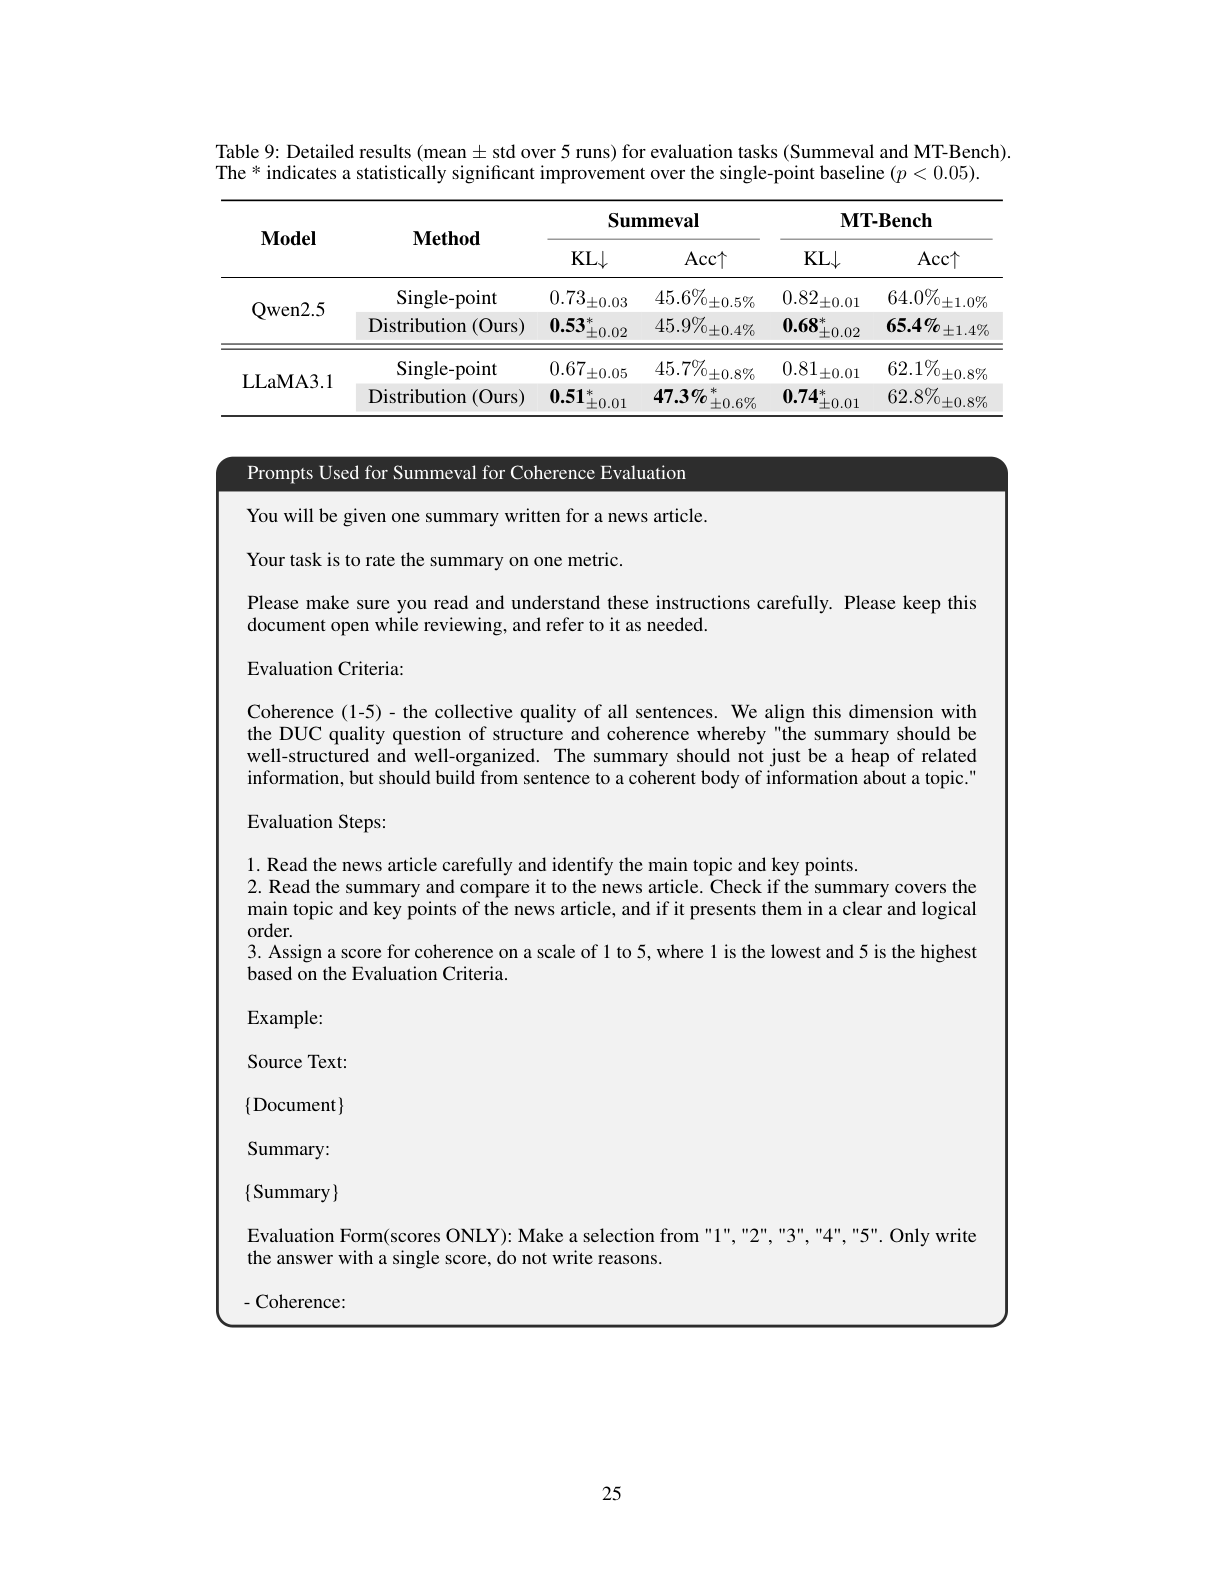 Table 9: Detailed results (mean ± std over 5 runs) for evaluation tasks (Summeval and MT-Bench).
The * indicates a statistically significant improvement over the single-point baseline (p < 0.05).
Model Method Summeval MT-Bench
KL↓ Acc↑ KL↓ Acc↑
Qwen2.5
Single-point 0.73±0.03 45.6%±0.5% 0.82±0.01 64.0%±1.0%
Distribution (Ours) 0.53*±0.02 45.9%±0.4% 0.68*±0.02 65.4%±1.4%
LLaMA3.1
Single-point 0.67±0.05 45.7%±0.8% 0.81±0.01 62.1%±0.8%
Distribution (Ours) 0.51*±0.01 47.3%*±0.6% 0.74*±0.01 62.8%±0.8%
Prompts Used for Summeval for Coherence Evaluation
You will be given one summary written for a news article.
Your task is to rate the summary on one metric.
Please make sure you read and understand these instructions carefully. Please keep this
document open while reviewing, and refer to it as needed.
Evaluation Criteria:
Coherence (1-5) - the collective quality of all sentences. We align this dimension with
the DUC quality question of structure and coherence whereby "the summary should be
well-structured and well-organized. The summary should not just be a heap of related
information, but should build from sentence to a coherent body of information about a topic."
Evaluation Steps:
1. Read the news article carefully and identify the main topic and key points.
2. Read the summary and compare it to the news article. Check if the summary covers the
main topic and key points of the news article, and if it presents them in a clear and logical
order.
3. Assign a score for coherence on a scale of 1 to 5, where 1 is the lowest and 5 is the highest
based on the Evaluation Criteria.
Example:
Source Text:
{Document}
Summary:
{Summary}
Evaluation Form(scores ONLY): Make a selection from "1", "2", "3", "4", "5". Only write
the answer with a single score, do not write reasons.
- Coherence:
25